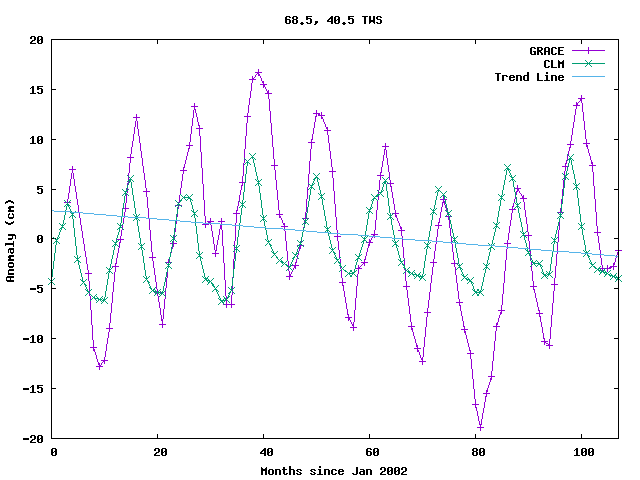 68.5, 40.5 TWS
GRACE
CLM
Trend Line
20
15
10
5
0
-5
-10
-15
-20
Anomaly (cm)
0 20 40 60 80 100
Months since Jan 2002